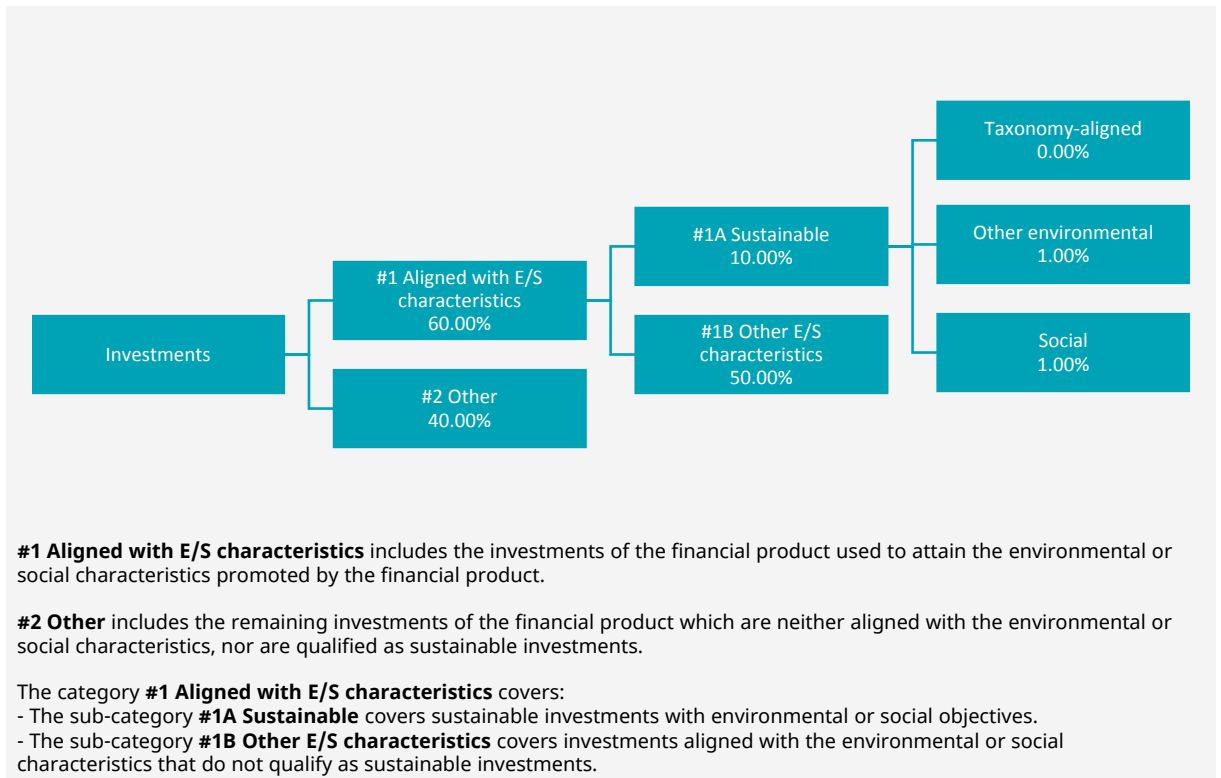 Investments
#1 Aligned with E/S
characteristics
60.00%
#2 Other
40.00%
#1A Sustainable
10.00%
#1B Other E/S
characteristics
50.00%
Taxonomy-aligned
0.00%
Other environmental
1.00%
Social
1.00%
#1 Aligned with E/S characteristics includes the investments of the financial product used to attain the environmental or
social characteristics promoted by the financial product.
#2 Other includes the remaining investments of the financial product which are neither aligned with the environmental or
social characteristics, nor are qualified as sustainable investments.
The category #1 Aligned with E/S characteristics covers:
- The sub-category #1A Sustainable covers sustainable investments with environmental or social objectives.
- The sub-category #1B Other E/S characteristics covers investments aligned with the environmental or social
characteristics that do not qualify as sustainable investments.